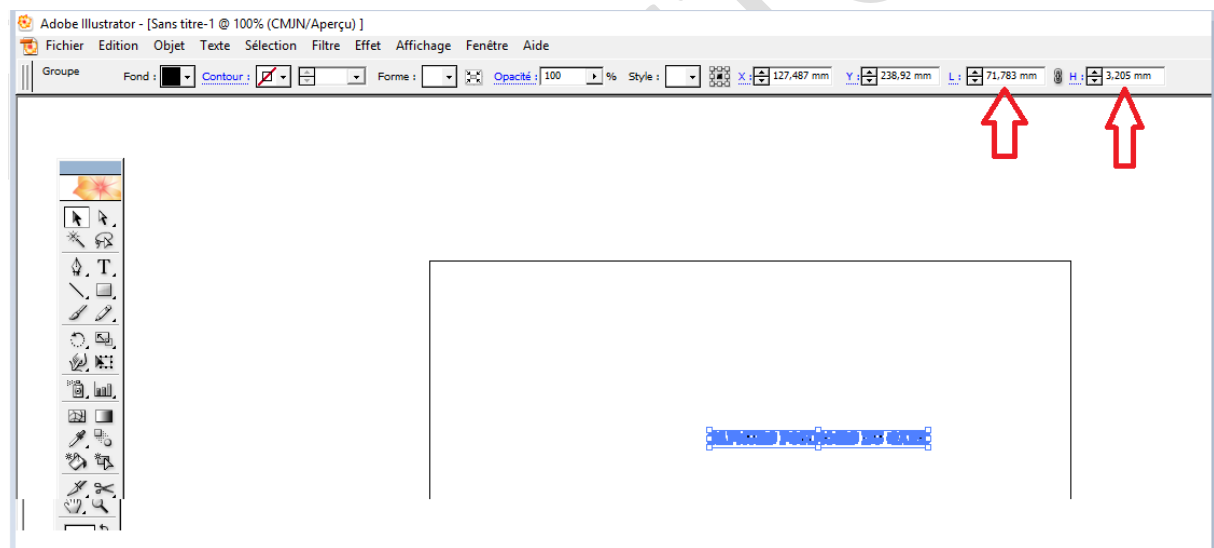 Adobe Illustrator - [Sans titre-1 @ 100% (CMJN/Aperçu) ]
Fichier Edition Objet Texte Sélection Filtre Effet Affichage Fenêtre Aide
Groupe Fond : Contour : Forme : Opacité : 100 % Style : X : 127,487 mm Y : 238,92 mm L : 71,783 mm H : 3,205 mm